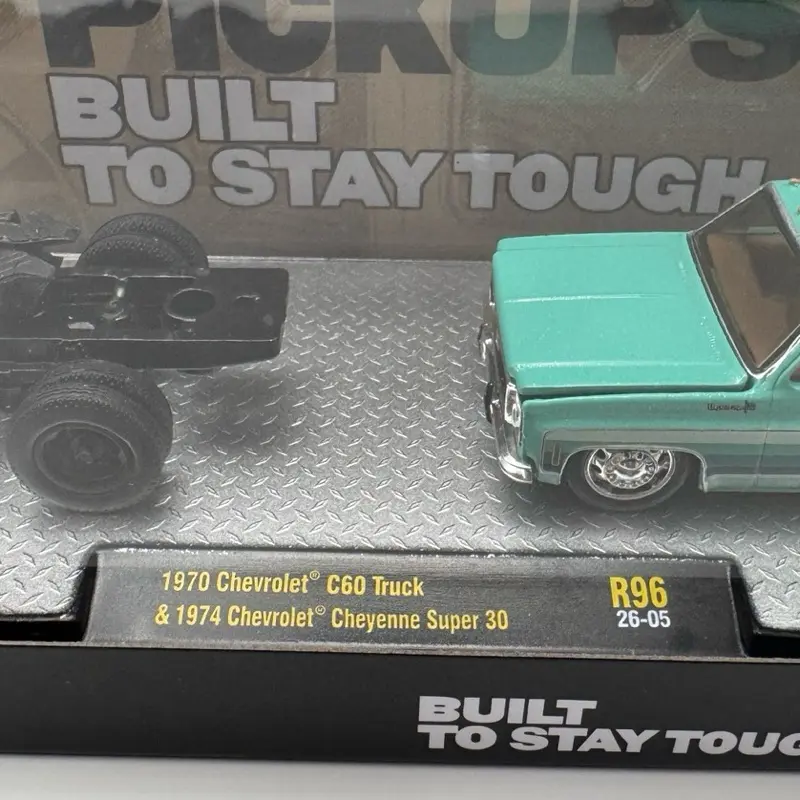 PICKUPS
BUILT
TO STAY TOUGH
1970 Chevrolet® C60 Truck
& 1974 Chevrolet® Cheyenne Super 30
R96
26-05
BUILT
TO STAY TOUG